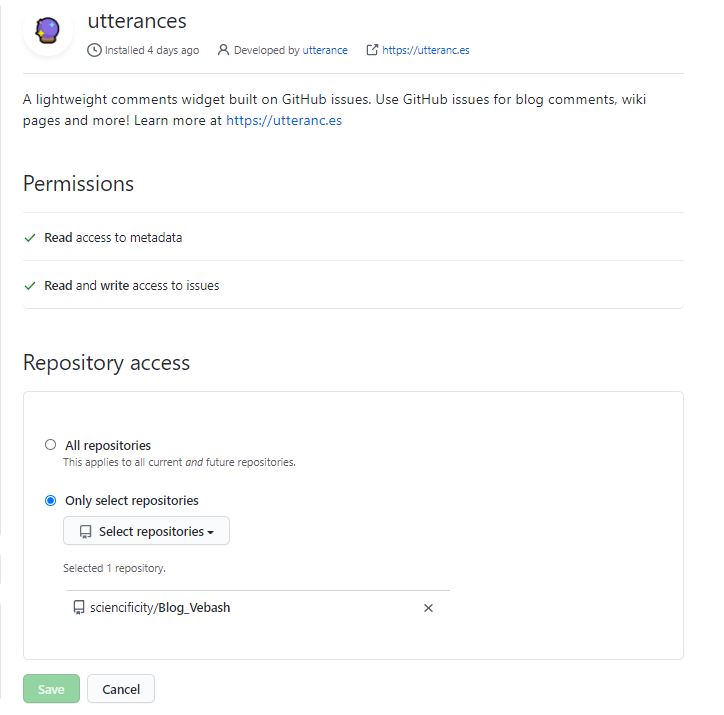 utterances
Installed 4 days ago Developed by utterance https://utteranc.es
A lightweight comments widget built on GitHub issues. Use GitHub issues for blog comments, wiki
pages and more! Learn more at https://utteranc.es
Permissions
Read access to metadata
Read and write access to issues
Repository access
All repositories
This applies to all current and future repositories.
Only select repositories
Select repositories
Selected 1 repository.
sciencificity/Blog_Vebash
Save Cancel